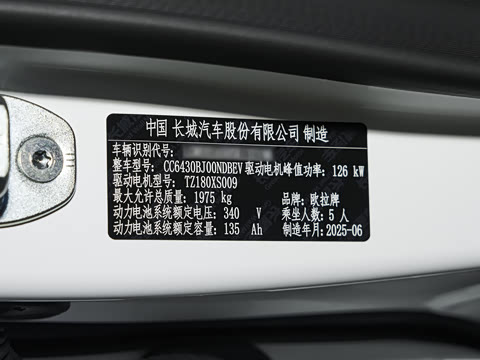 中国 长城汽车股份有限公司 制造
车辆识别代号：
整车型号：CC6430BJ00NDBEV 驱动电机峰值功率：126 kW
驱动电机型号：TZ180XS009
最大允许总质量：1975 kg 品牌：欧拉牌
动力电池系统额定电压：340 V 乘坐人数：5 人
动力电池系统额定容量：135 Ah 制造年月：2025-06